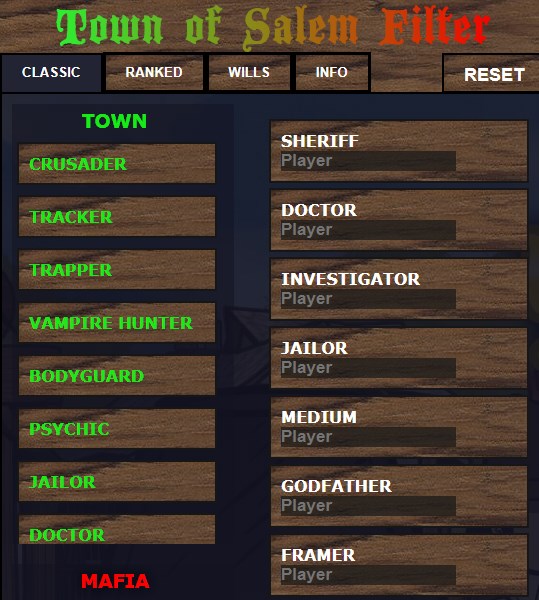 Town of Salem Filter
CLASSIC
RANKED
WILLS
INFO
RESET
TOWN
CRUSADER
TRACKER
TRAPPER
VAMPIRE HUNTER
BODYGUARD
PSYCHIC
JAILOR
DOCTOR
MAFIA
SHERIFF
Player
DOCTOR
Player
INVESTIGATOR
Player
JAILOR
Player
MEDIUM
Player
GODFATHER
Player
FRAMER
Player